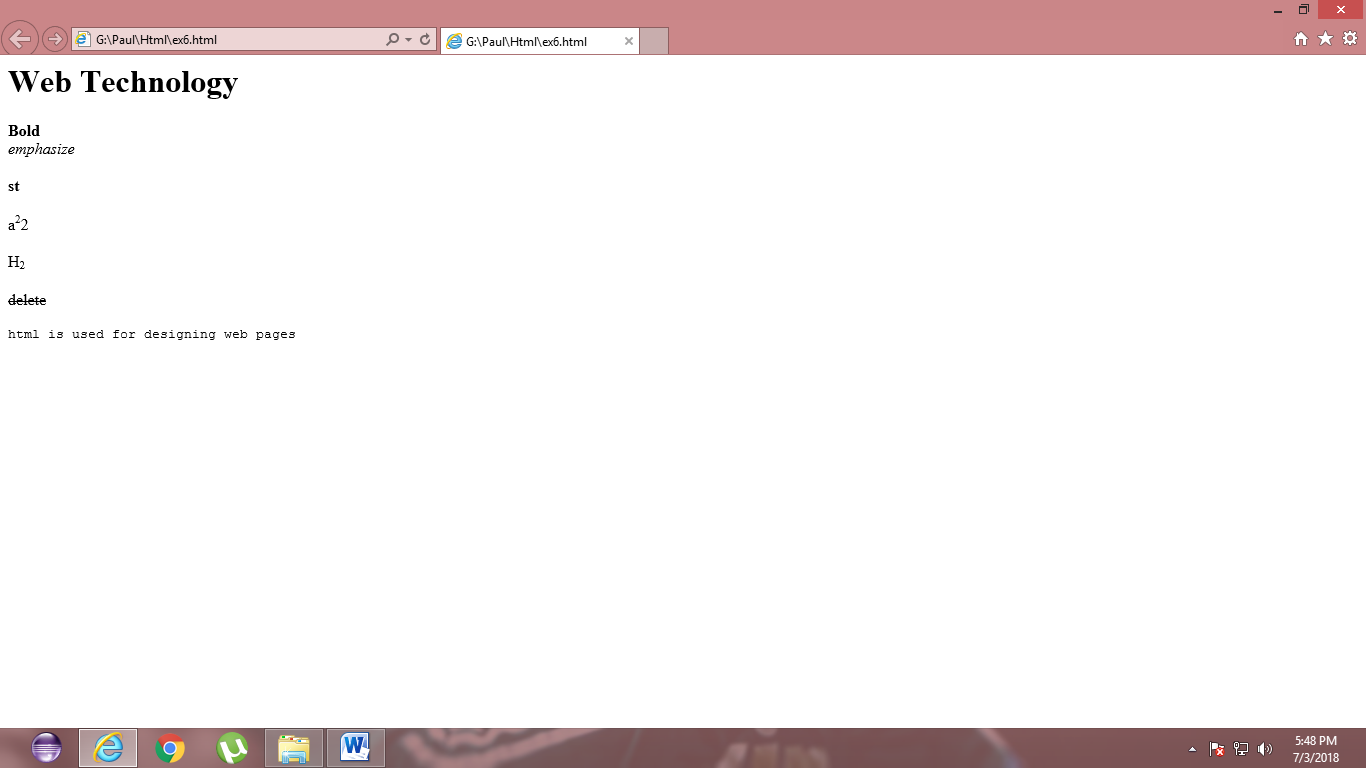 G:\Paul\Html\ex6.html
G:\Paul\Html\ex6.html
Web Technology
Bold
emphasize
st
a²2
H₂
delete
html is used for designing web pages
5:48 PM
7/3/2018